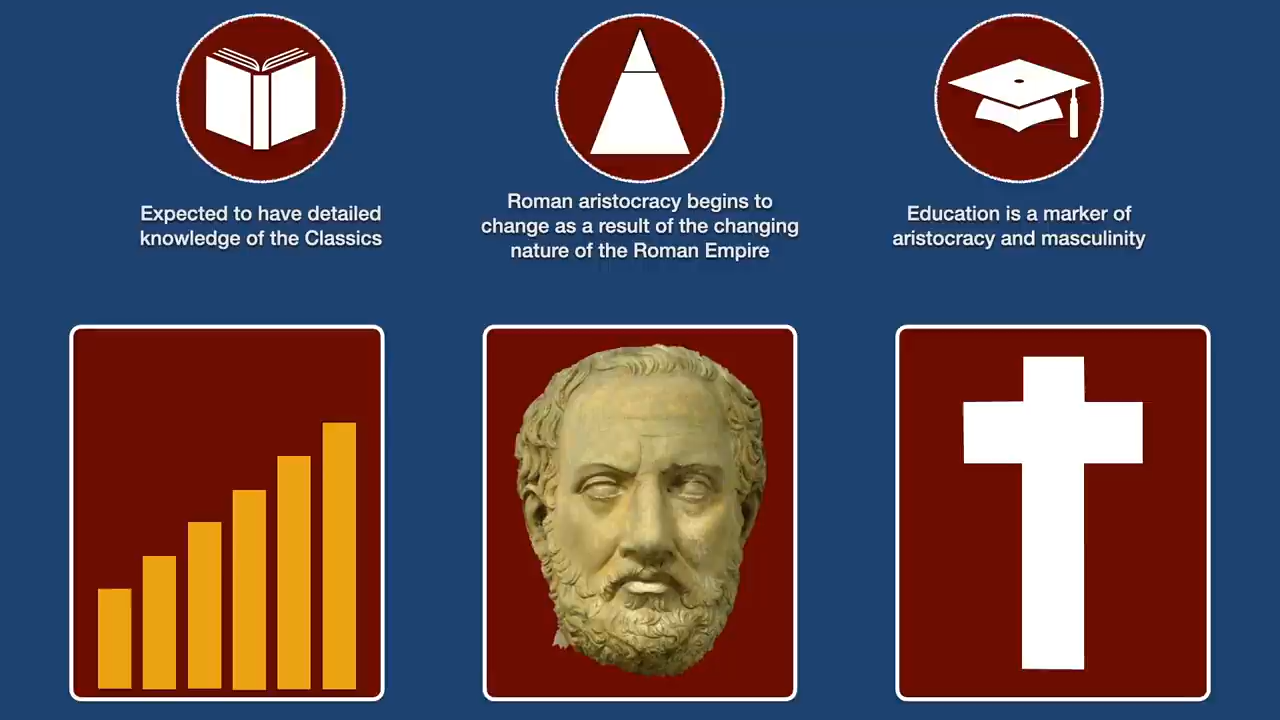 Expected to have detailed
knowledge of the Classics
Roman aristocracy begins to
change as a result of the changing
nature of the Roman Empire
Education is a marker of
aristocracy and masculinity